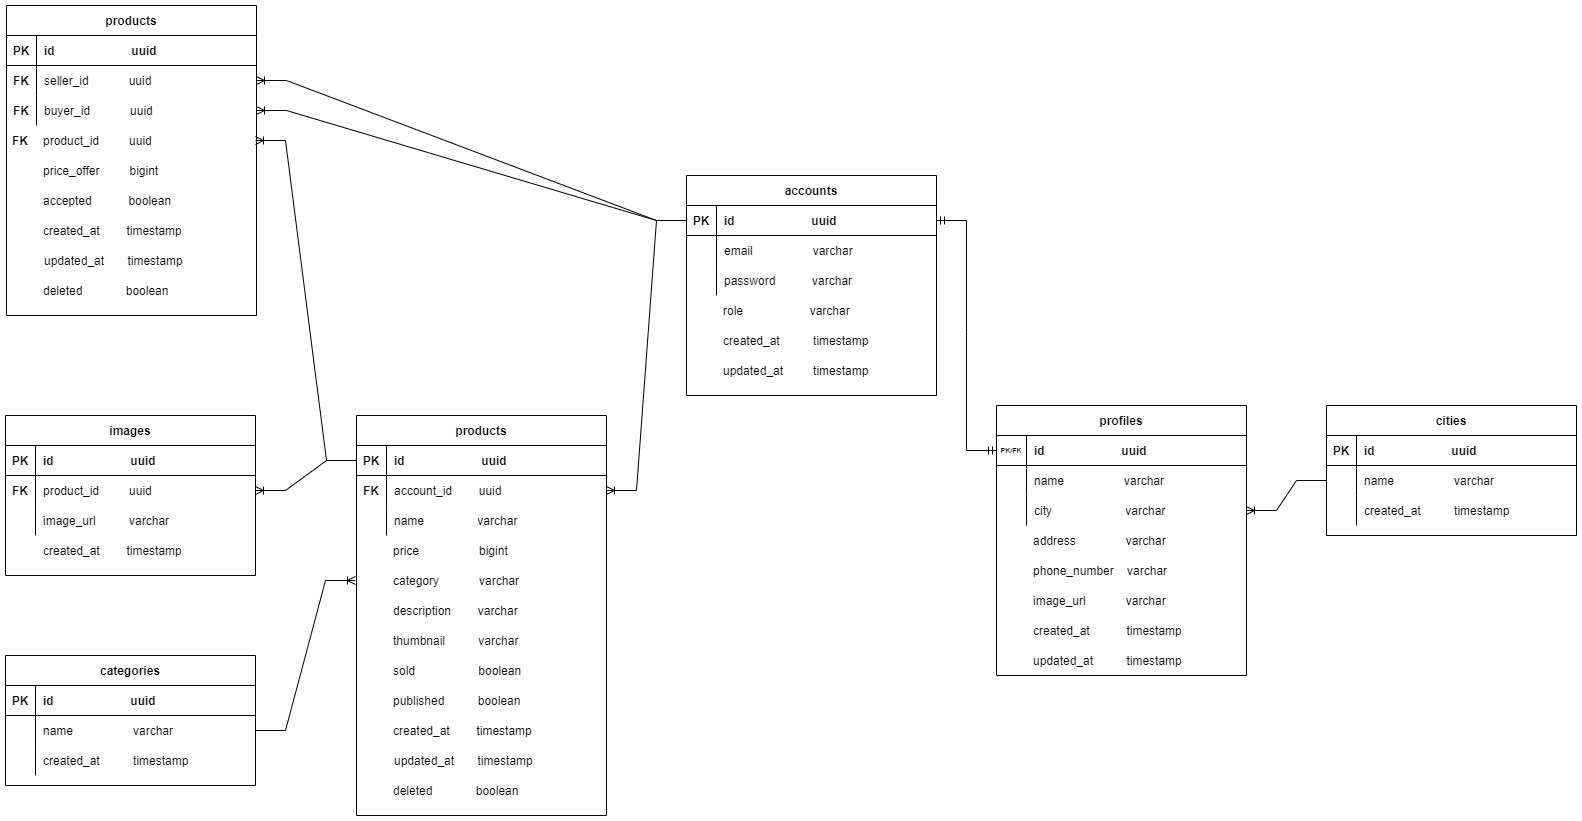 products
PK id uuid
FK seller_id uuid
FK buyer_id uuid
FK product_id uuid
price_offer bigint
accepted boolean
created_at timestamp
updated_at timestamp
deleted boolean
accounts
PK id uuid
email varchar
password varchar
role varchar
created_at timestamp
updated_at timestamp
images
PK id uuid
FK product_id uuid
image_url varchar
created_at timestamp
products
PK id uuid
FK account_id uuid
name varchar
price bigint
category varchar
description varchar
thumbnail varchar
sold boolean
published boolean
created_at timestamp
updated_at timestamp
deleted boolean
profiles
PK/FK id uuid
name varchar
city varchar
address varchar
phone_number varchar
image_url varchar
created_at timestamp
updated_at timestamp
cities
PK id uuid
name varchar
created_at timestamp
categories
PK id uuid
name varchar
created_at timestamp